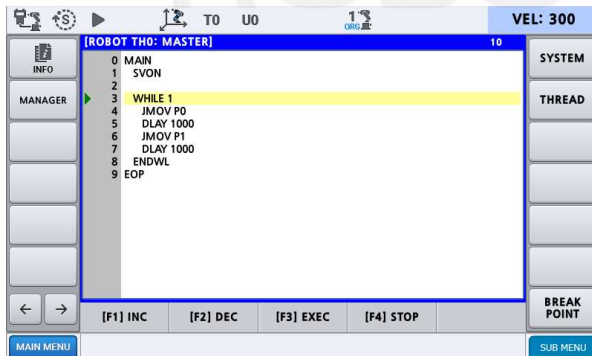 T0 U0 1 ORG VEL: 300
INFO
MANAGER
[ROBOT TH0: MASTER] 10
0 MAIN
1 SVON
2
3 WHILE 1
4 JMOV P0
5 DLAY 1000
6 JMOV P1
7 DLAY 1000
8 ENDWL
9 EOP
SYSTEM
THREAD
BREAK
POINT
← →
[F1] INC [F2] DEC [F3] EXEC [F4] STOP
MAIN MENU SUB MENU